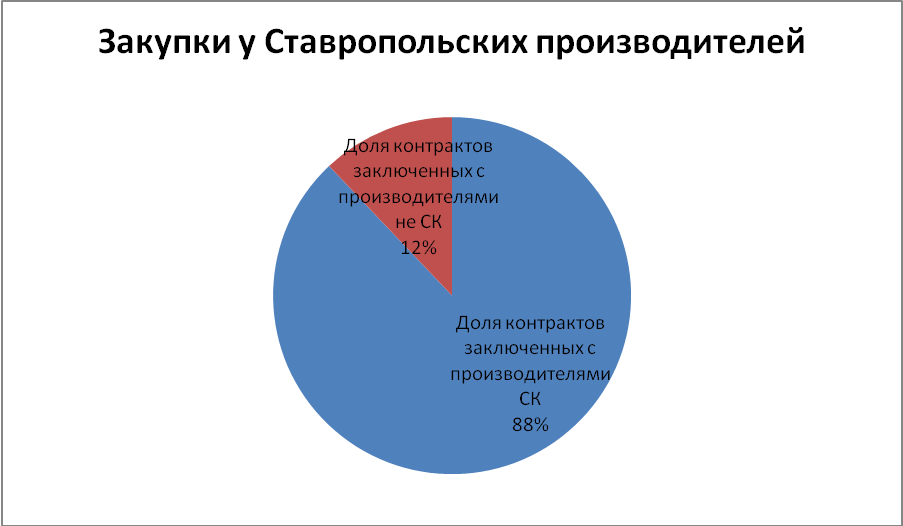 Закупки у Ставропольских производителей
Доля контрактов
заключенных с
производителями
не СК
12%
Доля контрактов
заключенных с
производителями
СК
88%